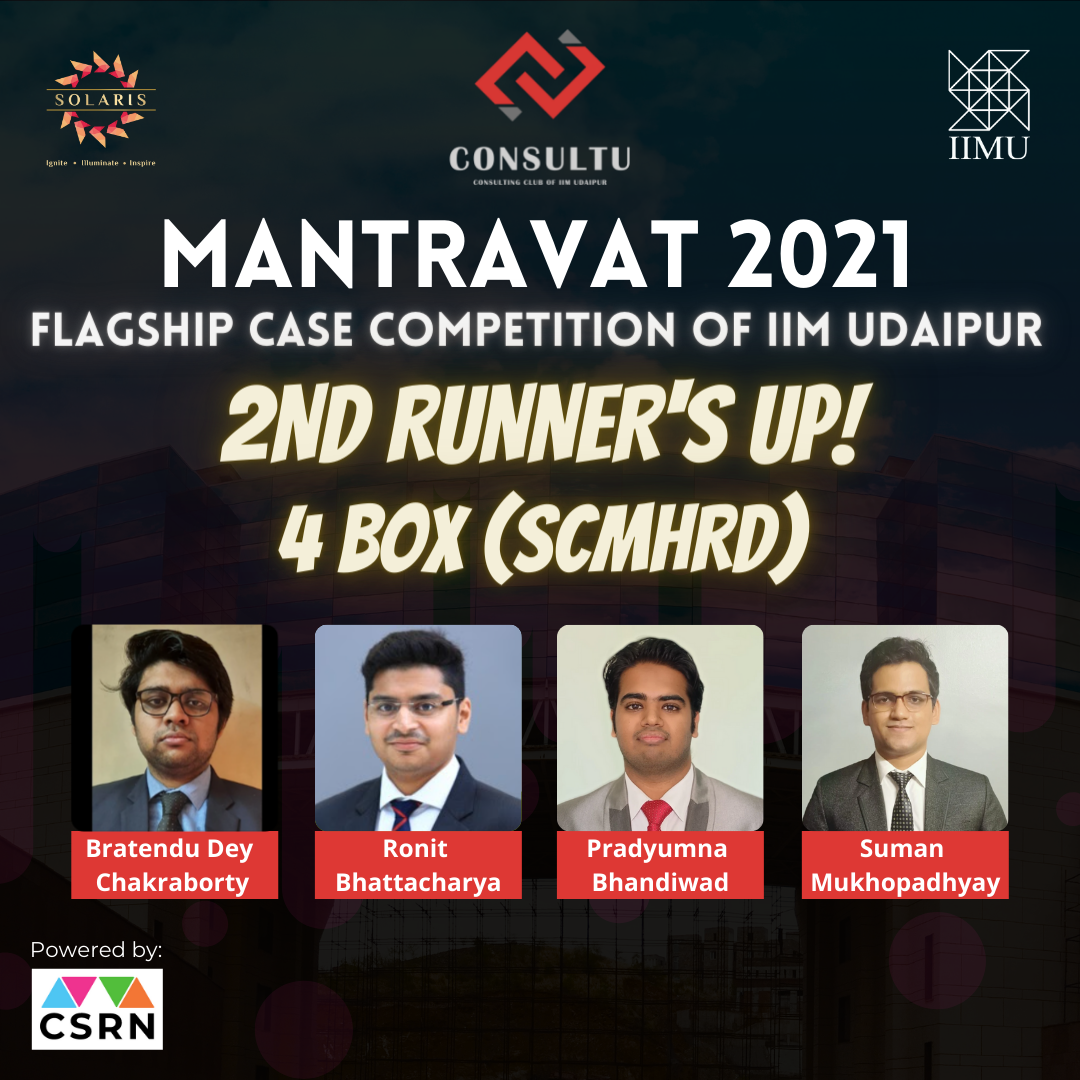 SOLARIS
Ignite • Illuminate • Inspire
CONSULTU
CONSULTING CLUB OF IIM UDAIPUR
IIMU
MANTRAVAT 2021
FLAGSHIP CASE COMPETITION OF IIM UDAIPUR
2ND RUNNER'S UP!
4 BOX (SCMHRD)
Bratendu Dey
Chakraborty
Ronit
Bhattacharya
Pradyumna
Bhandiwad
Suman
Mukhopadhyay
Powered by:
CSRN